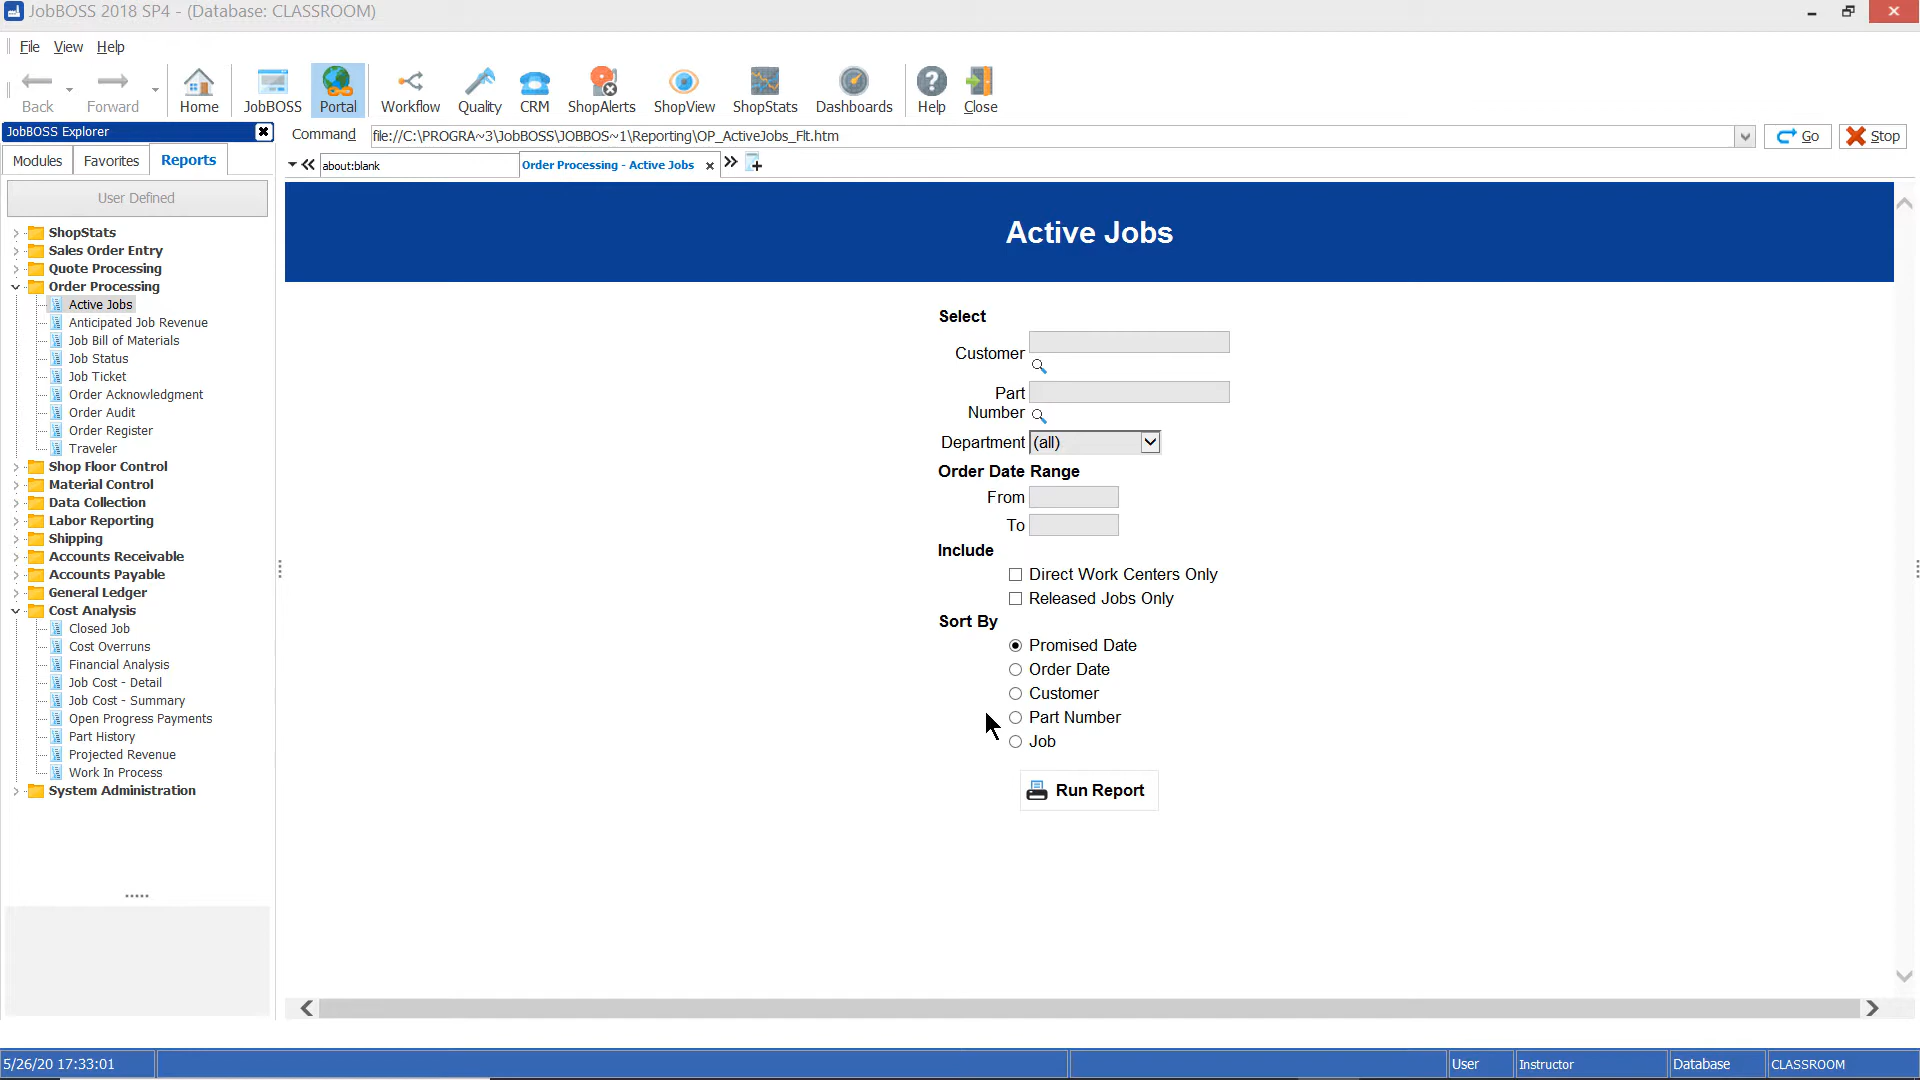 JobBOSS 2018 SP4 - (Database: CLASSROOM)
File View Help
Back Forward Home JobBOSS Portal Workflow Quality CRM ShopAlerts ShopView ShopStats Dashboards Help Close
JobBOSS Explorer
Command file://C:\PROGRA~3\JobBOSS\JOBBOS~1\Reporting\OP_ActiveJobs_Flt.htm Go Stop
Modules Favorites Reports
about:blank Order Processing - Active Jobs
User Defined
ShopStats
Sales Order Entry
Quote Processing
Order Processing
Active Jobs
Anticipated Job Revenue
Job Bill of Materials
Job Status
Job Ticket
Order Acknowledgment
Order Audit
Order Register
Traveler
Shop Floor Control
Material Control
Data Collection
Labor Reporting
Shipping
Accounts Receivable
Accounts Payable
General Ledger
Cost Analysis
Closed Job
Cost Overruns
Financial Analysis
Job Cost - Detail
Job Cost - Summary
Open Progress Payments
Part History
Projected Revenue
Work In Process
System Administration
Active Jobs
Select
Customer
Part
Number
Department (all)
Order Date Range
From
To
Include
Direct Work Centers Only
Released Jobs Only
Sort By
Promised Date
Order Date
Customer
Part Number
Job
Run Report
5/26/20 17:33:01 User Instructor Database CLASSROOM